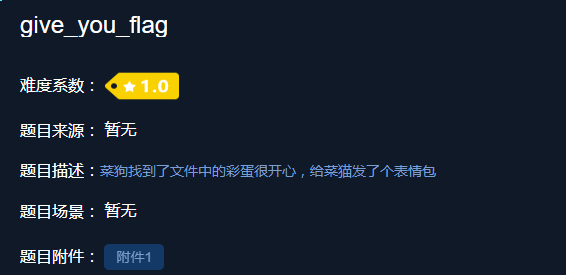 give_you_flag
难度系数： 1.0
题目来源： 暂无
题目描述：菜狗找到了文件中的彩蛋很开心，给菜猫发了个表情包
题目场景： 暂无
题目附件： 附件1